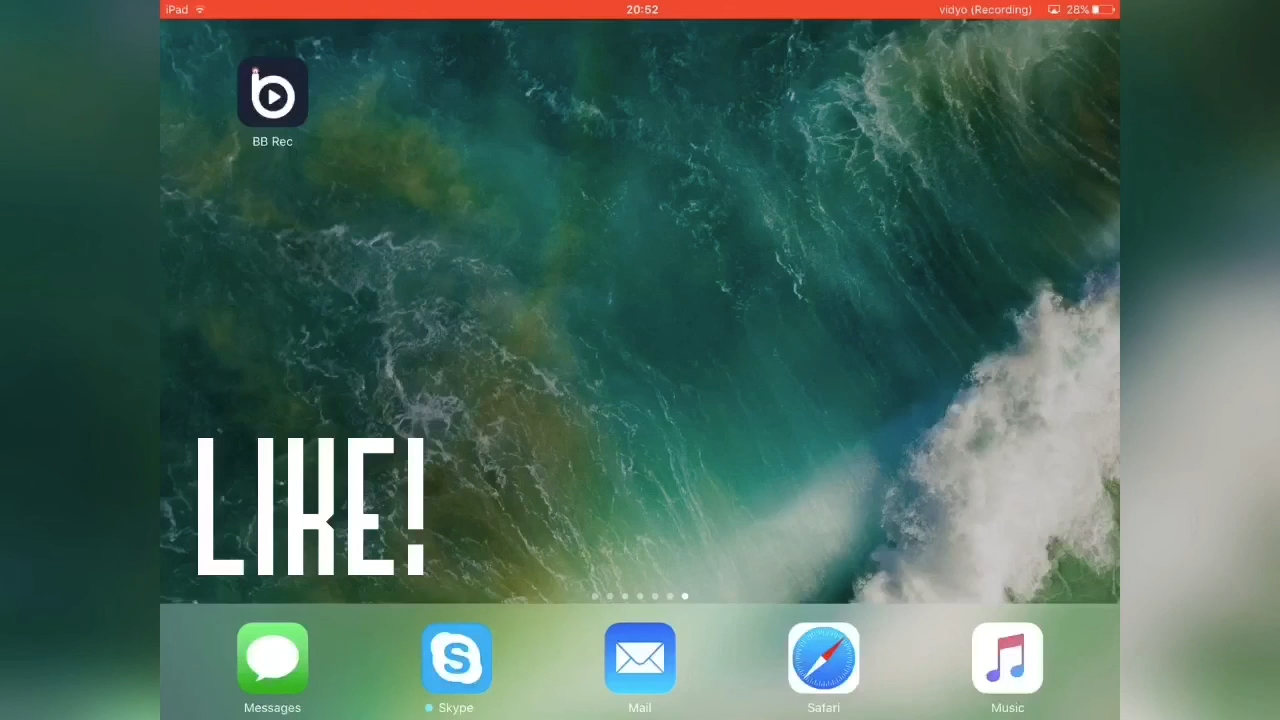 iPad 20:52 vidyo (Recording) 28%
BB Rec
LIKE!
Messages Skype Mail Safari Music